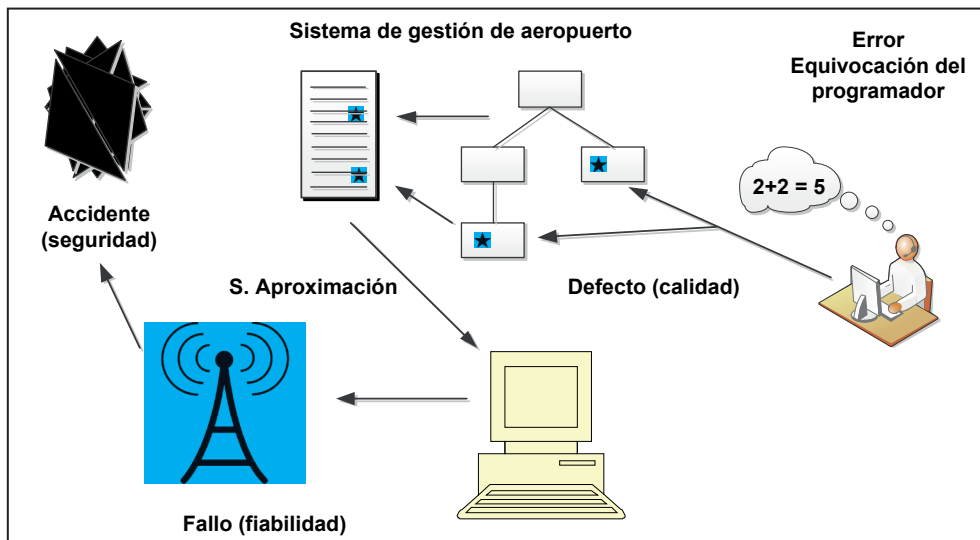 Sistema de gestión de aeropuerto
Error
Equivocación del
programador
2+2 = 5
Accidente
(seguridad)
S. Aproximación
Defecto (calidad)
Fallo (fiabilidad)